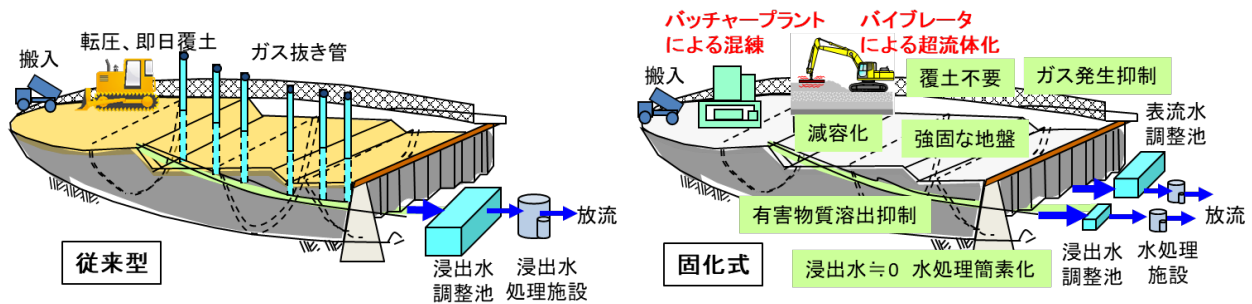 転圧、即日覆土
ガス抜き管
搬入
従来型
浸出水
調整池
浸出水
処理施設
放流
バッチャープラント
による混練
バイブレータ
による超流体化
搬入
覆土不要
ガス発生抑制
減容化
強固な地盤
表流水
調整池
有害物質溶出抑制
放流
固化式
浸出水≒0 水処理簡素化
浸出水
調整池
水処理
施設